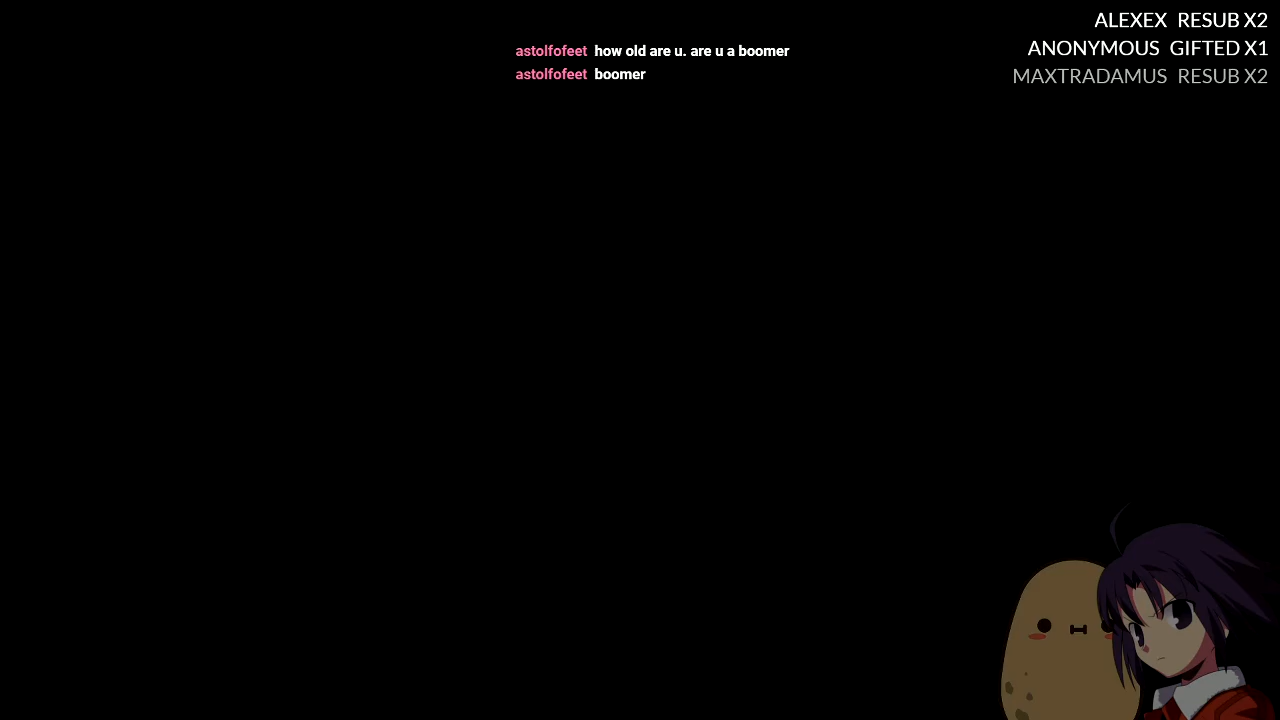 ALEXEX RESUB X2
ANONYMOUS GIFTED X1
MAXTRADAMUS RESUB X2
astolfofeet how old are u. are u a boomer
astolfofeet boomer